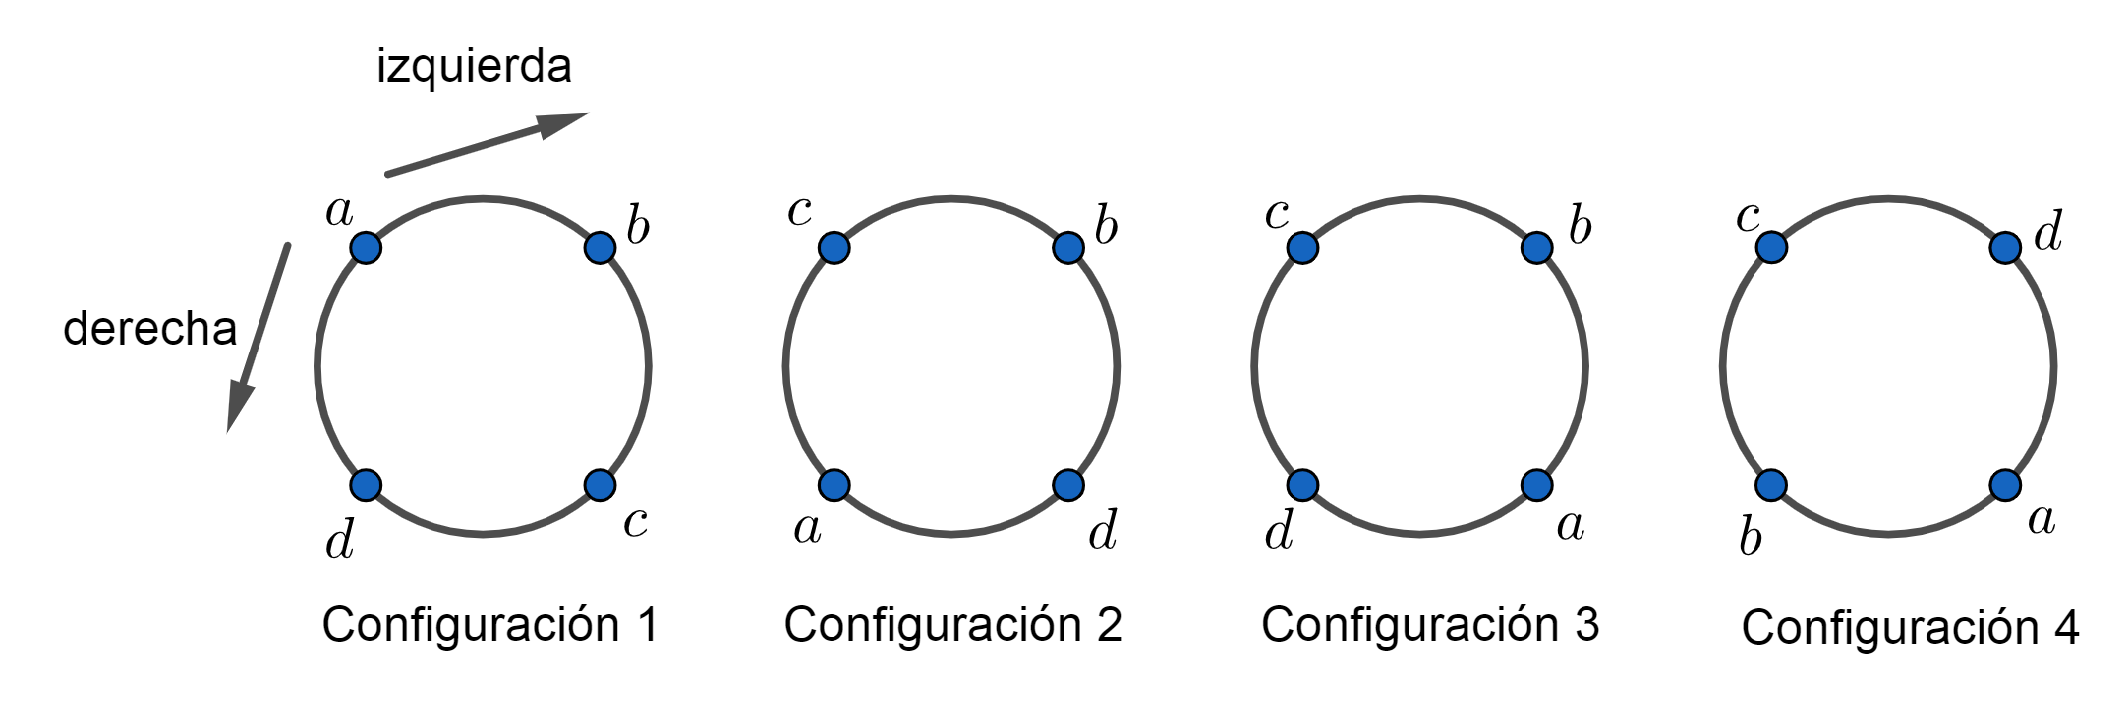 izquierda
derecha
a b
d c
c b
a d
c b
d a
c d
b a
Configuración 1
Configuración 2
Configuración 3
Configuración 4